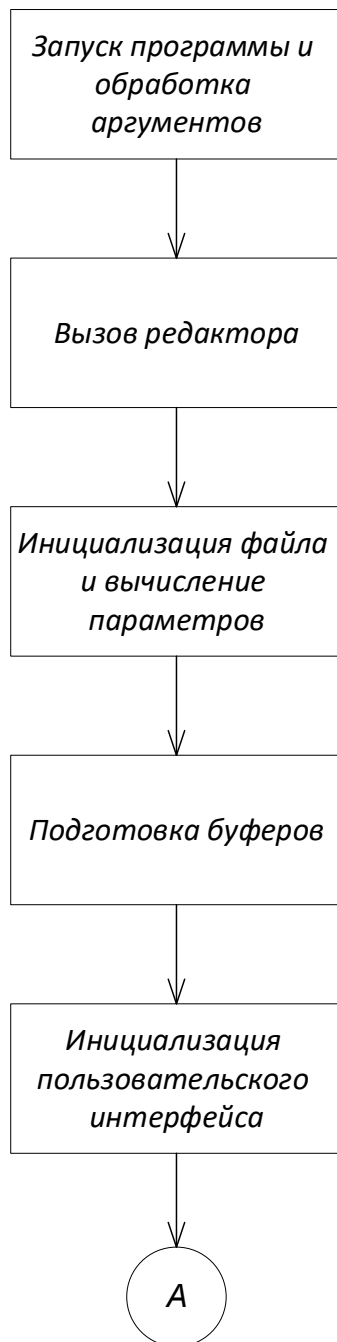 Запуск программы и
обработка
аргументов
Вызов редактора
Инициализация файла
и вычисление
параметров
Подготовка буферов
Инициализация
пользовательского
интерфейса
А